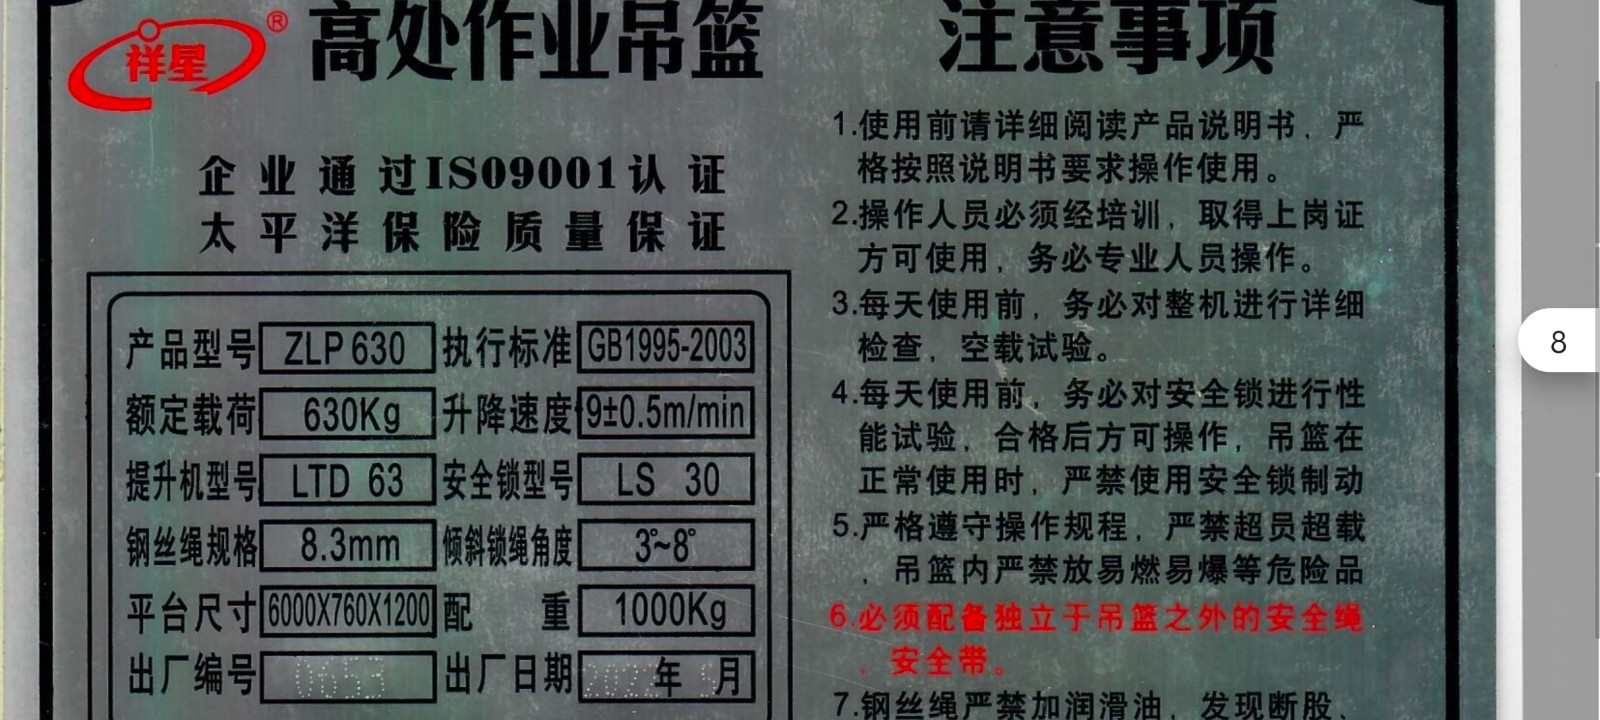 祥星®
高处作业吊篮
企业通过ISO9001认证
太平洋保险质量保证
产品型号 ZLP 630 执行标准 GB1995-2003
额定载荷 630Kg 升降速度 9±0.5m/min
提升机型号 LTD 63 安全锁型号 LS 30
钢丝绳规格 8.3mm 倾斜锁绳角度 3°~8°
平台尺寸 6000X760X1200 配重 1000Kg
出厂编号 出厂日期 年 月
注意事项
1.使用前请详细阅读产品说明书，严
格按照说明书要求操作使用。
2.操作人员必须经培训，取得上岗证
方可使用，务必专业人员操作。
3.每天使用前，务必对整机进行详细
检查，空载试验。
4.每天使用前，务必对安全锁进行性
能试验，合格后方可操作，吊篮在
正常使用时，严禁使用安全锁制动
5.严格遵守操作规程，严禁超员超载
，吊篮内严禁放易燃易爆等危险品
6.必须配备独立于吊篮之外的安全绳
、安全带。
7.钢丝绳严禁加润滑油，发现断股、
8